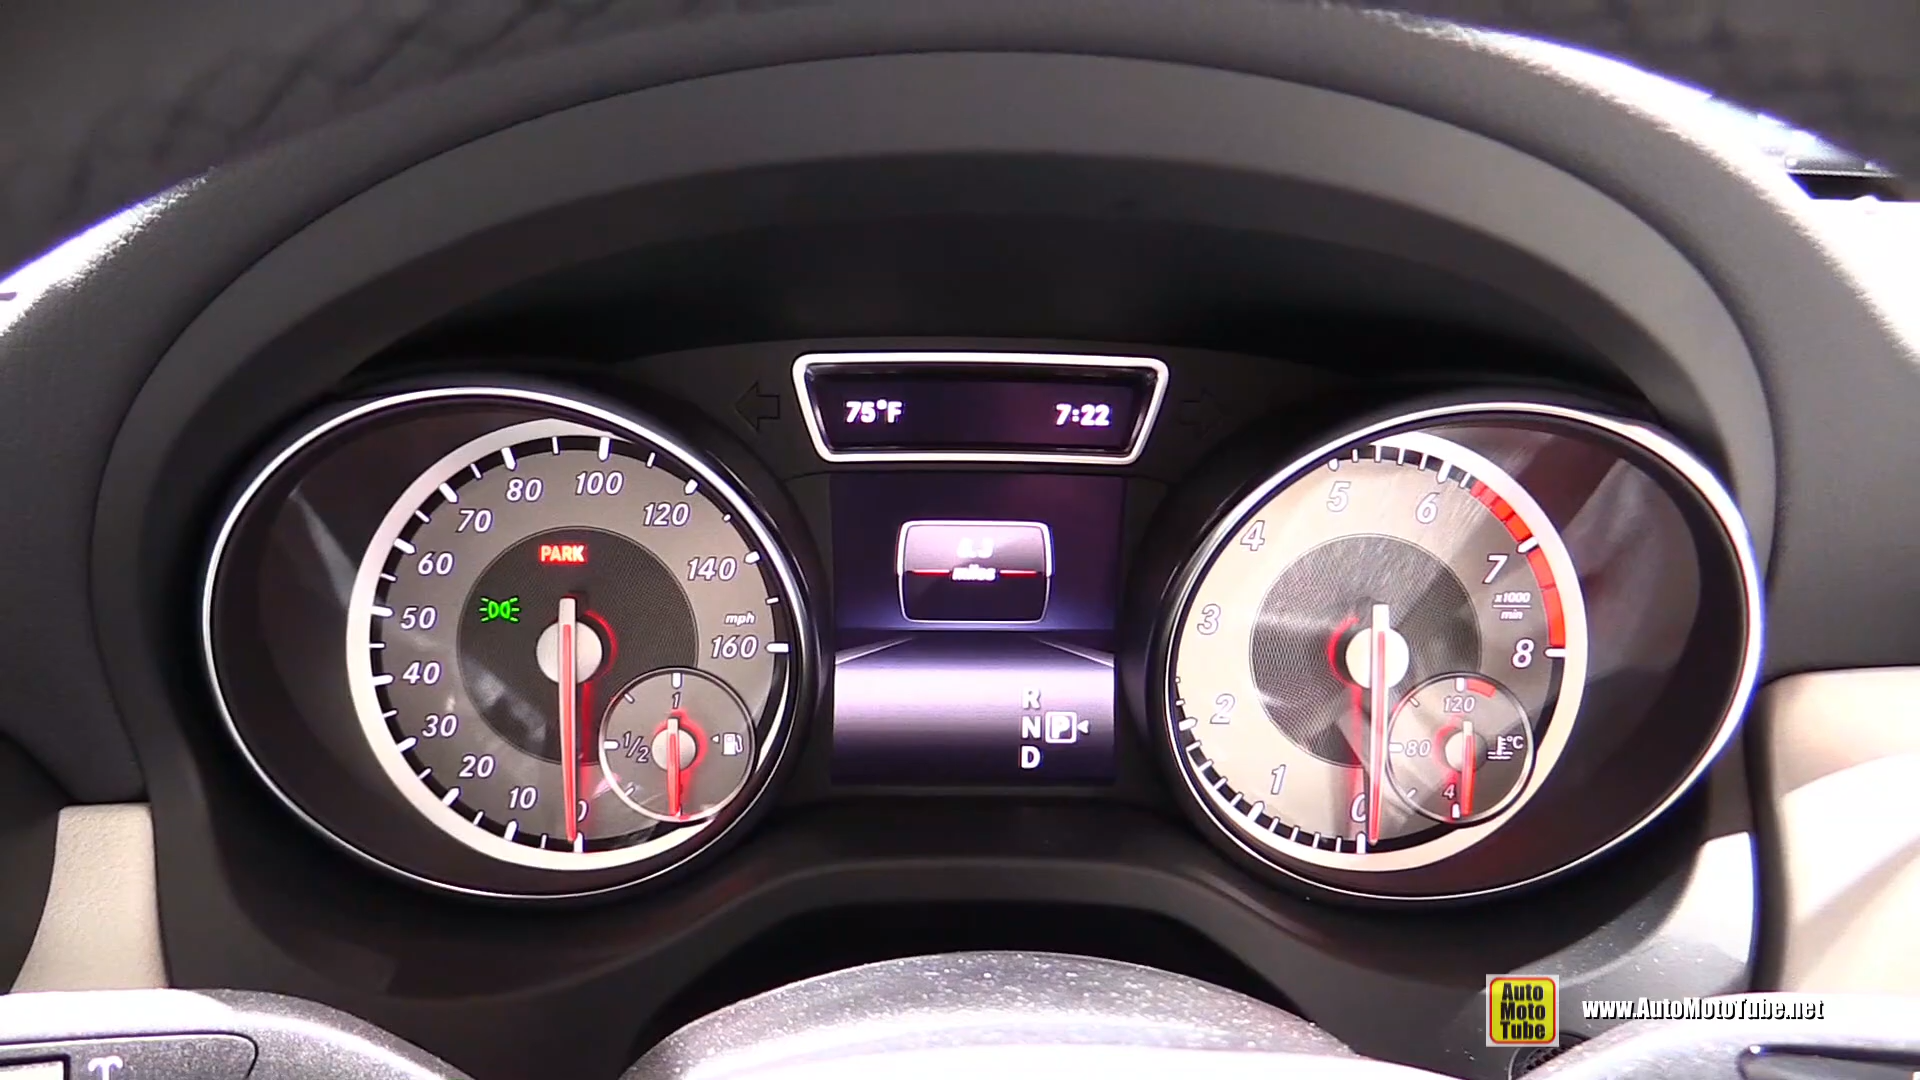 75°F 7:22
80 100
70 120
60 PARK 140
50 mph
160
40
30
20
10
0
1
1/2
miles
R
N P
D
5 6
4 7
3 x1000
min
2 8
1
0
120
80 °C
4
Auto
Moto
Tube
www.AutoMotoTube.net